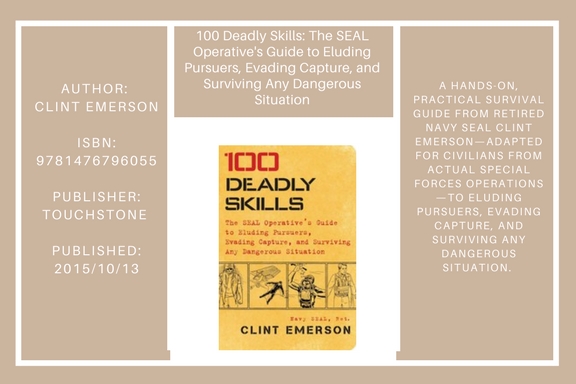 AUTHOR:
CLINT EMERSON
ISBN:
9781476796055
PUBLISHER:
TOUCHSTONE
PUBLISHED:
2015/10/13
100 Deadly Skills: The SEAL
Operative's Guide to Eluding
Pursuers, Evading Capture, and
Surviving Any Dangerous
Situation
100
DEADLY
SKILLS
The SEAL Operative's Guide
to Eluding Pursuers,
Evading Capture, and Surviving
Any Dangerous Situation
Navy SEAL, Ret.
CLINT EMERSON
A HANDS-ON,
PRACTICAL SURVIVAL
GUIDE FROM RETIRED
NAVY SEAL CLINT
EMERSON—ADAPTED
FOR CIVILIANS FROM
ACTUAL SPECIAL
FORCES OPERATIONS
—TO ELUDING
PURSUERS, EVADING
CAPTURE, AND
SURVIVING ANY
DANGEROUS
SITUATION.